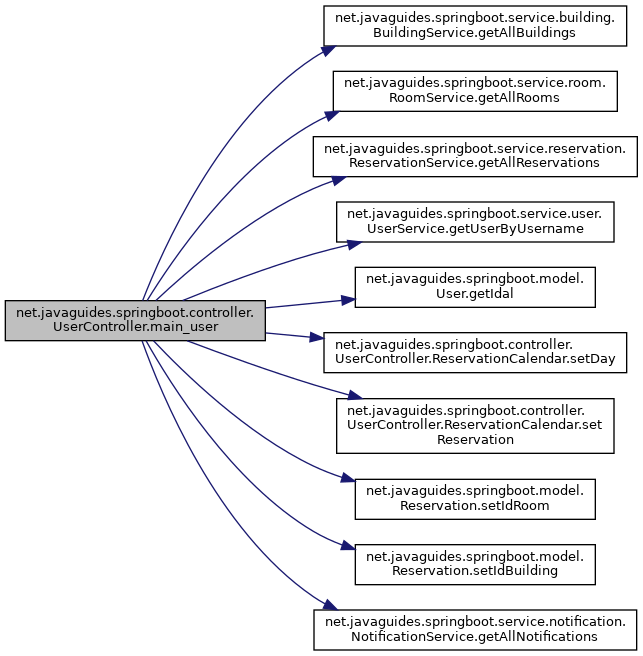 net.javaguides.springboot.service.building.
BuildingService.getAllBuildings
net.javaguides.springboot.service.room.
RoomService.getAllRooms
net.javaguides.springboot.service.reservation.
ReservationService.getAllReservations
net.javaguides.springboot.service.user.
UserService.getUserByUsername
net.javaguides.springboot.model.
User.getIdal
net.javaguides.springboot.controller.
UserController.main_user
net.javaguides.springboot.controller.
UserController.ReservationCalendar.setDay
net.javaguides.springboot.controller.
UserController.ReservationCalendar.set
Reservation
net.javaguides.springboot.model.
Reservation.setIdRoom
net.javaguides.springboot.model.
Reservation.setIdBuilding
net.javaguides.springboot.service.notification.
NotificationService.getAllNotifications